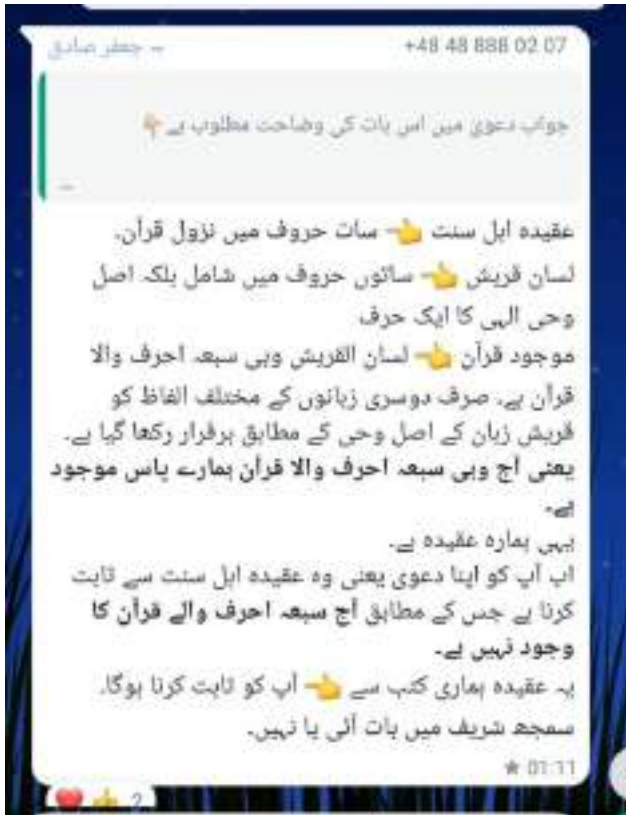 ~ جعفر صادق
+48 48 888 02 07
جواب دعوی میں اس بات کی وضاحت مطلوب ہے 👇🏻
...
عقیدہ اہل سنت 👈 سات حروف میں نزول قرآن۔
لسان قریش 👈 ساتوں حروف میں شامل بلکہ اصل
وحی الہی کا ایک حرف
موجود قرآن 👈 لسان القریش وہی سبعہ احرف والا
قرآن ہے۔ صرف دوسری زبانوں کے مختلف الفاظ کو
قریش زبان کے اصل وحی کے مطابق برقرار رکھا گیا ہے۔
یعنی آج وہی سبعہ احرف والا قرآن ہمارے پاس موجود
ہے۔
یہی ہمارہ عقیدہ ہے۔
اب آپ کو اپنا دعوی یعنی وہ عقیدہ اہل سنت سے ثابت
کرنا ہے جس کے مطابق آج سبعہ احرف والے قرآن کا
وجود نہیں ہے۔
یہ عقیدہ ہماری کتب سے 👈 آپ کو ثابت کرنا ہوگا۔
سمجھ شریف میں بات آئی یا نہیں۔
★ 01:11
❤️ 👍 2